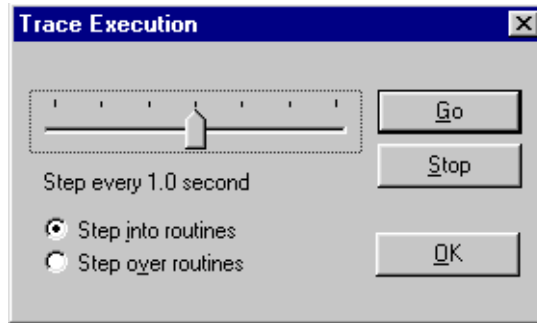 Trace Execution
Go
Stop
Step every 1.0 second
Step into routines
Step over routines
OK